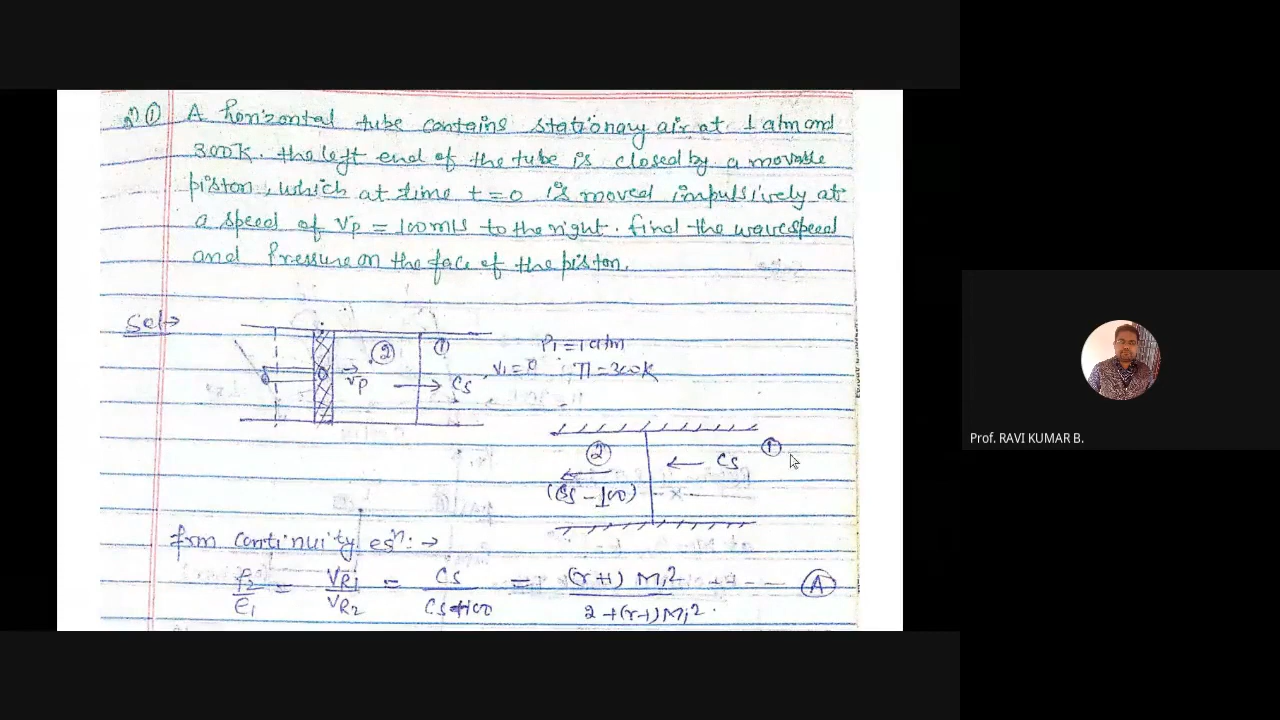 Q ① A horizontal tube contains stationary air at 1 atm and
300K. the left end of the tube is closed by a movable
piston, which at time t=0 is moved impulsively at
a speed of Vp = 100m/s to the right. find the wavespeed
and Pressure on the face of the piston.
Sol→
② ① P1 = 1 atm
Vp Cs V1=0 T1=300K
② ① Cs
(Cs-100)
from continuity eqⁿ: →
ρ2/ρ1 = VR1/VR2 = Cs/Cs-100 = (γ+1) M1²/2+(γ-1)M1². Ⓐ
Prof. RAVI KUMAR B.